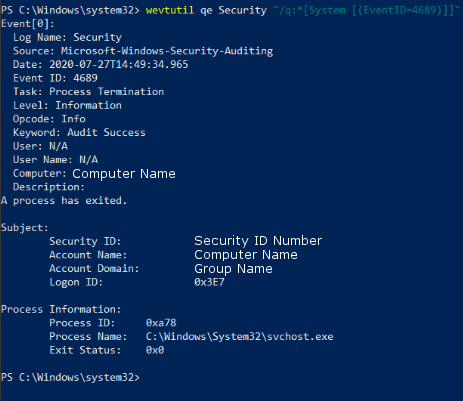 PS C:\Windows\system32> wevtutil qe Security "/q:*[System [(EventID=4689)]]"
Event[0]:
Log Name: Security
Source: Microsoft-Windows-Security-Auditing
Date: 2020-07-27T14:49:34.965
Event ID: 4689
Task: Process Termination
Level: Information
Opcode: Info
Keyword: Audit Success
User: N/A
User Name: N/A
Computer: Computer Name
Description:
A process has exited.
Subject:
Security ID: Security ID Number
Account Name: Computer Name
Account Domain: Group Name
Logon ID: 0x3E7
Process Information:
Process ID: 0xa78
Process Name: C:\Windows\System32\svchost.exe
Exit Status: 0x0
PS C:\Windows\system32>